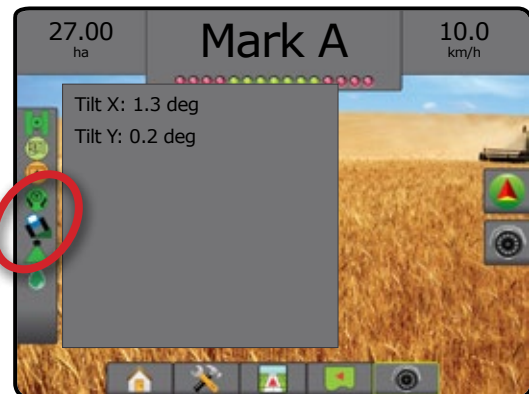 27.00
ha
Mark A
10.0
km/h
Tilt X: 1.3 deg
Tilt Y: 0.2 deg